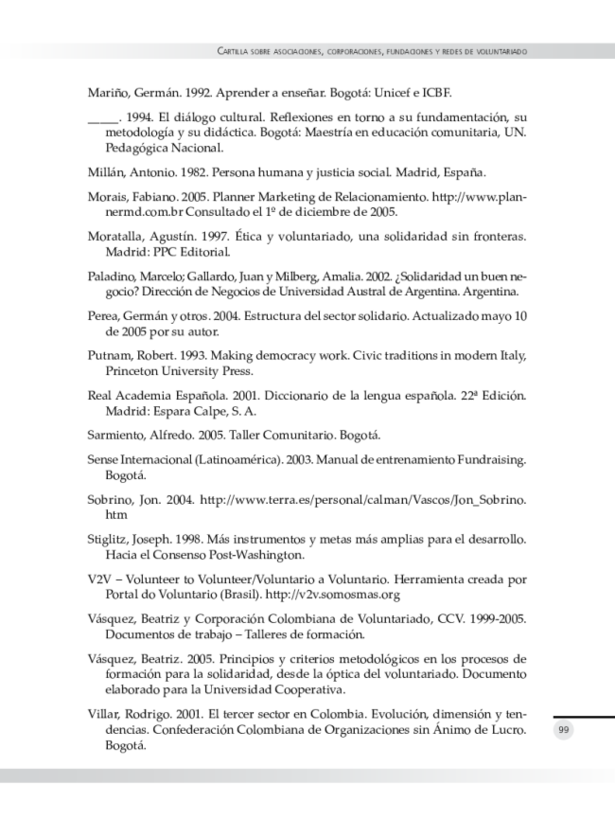 Cartilla sobre asociaciones, corporaciones, fundaciones y redes de voluntariado
Mariño, Germán. 1992. Aprender a enseñar. Bogotá: Unicef e ICBF.
_____. 1994. El diálogo cultural. Reflexiones en torno a su fundamentación, su
metodología y su didáctica. Bogotá: Maestría en educación comunitaria, UN.
Pedagógica Nacional.
Millán, Antonio. 1982. Persona humana y justicia social. Madrid, España.
Morais, Fabiano. 2005. Planner Marketing de Relacionamiento. http://www.plan-
nermd.com.br Consultado el 1º de diciembre de 2005.
Moratalla, Agustín. 1997. Ética y voluntariado, una solidaridad sin fronteras.
Madrid: PPC Editorial.
Paladino, Marcelo; Gallardo, Juan y Milberg, Amalia. 2002. ¿Solidaridad un buen ne-
gocio? Dirección de Negocios de Universidad Austral de Argentina. Argentina.
Perea, Germán y otros. 2004. Estructura del sector solidario. Actualizado mayo 10
de 2005 por su autor.
Putnam, Robert. 1993. Making democracy work. Civic traditions in modern Italy,
Princeton University Press.
Real Academia Española. 2001. Diccionario de la lengua española. 22ª Edición.
Madrid: Espara Calpe, S. A.
Sarmiento, Alfredo. 2005. Taller Comunitario. Bogotá.
Sense Internacional (Latinoamérica). 2003. Manual de entrenamiento Fundraising.
Bogotá.
Sobrino, Jon. 2004. http://www.terra.es/personal/calman/Vascos/Jon_Sobrino.
htm
Stiglitz, Joseph. 1998. Más instrumentos y metas más amplias para el desarrollo.
Hacia el Consenso Post-Washington.
V2V – Volunteer to Volunteer/Voluntario a Voluntario. Herramienta creada por
Portal do Voluntario (Brasil). http://v2v.somosmas.org
Vásquez, Beatriz y Corporación Colombiana de Voluntariado, CCV. 1999-2005.
Documentos de trabajo – Talleres de formación.
Vásquez, Beatriz. 2005. Principios y criterios metodológicos en los procesos de
formación para la solidaridad, desde la óptica del voluntariado. Documento
elaborado para la Universidad Cooperativa.
Villar, Rodrigo. 2001. El tercer sector en Colombia. Evolución, dimensión y ten-
dencias. Confederación Colombiana de Organizaciones sin Ánimo de Lucro.
Bogotá.
99